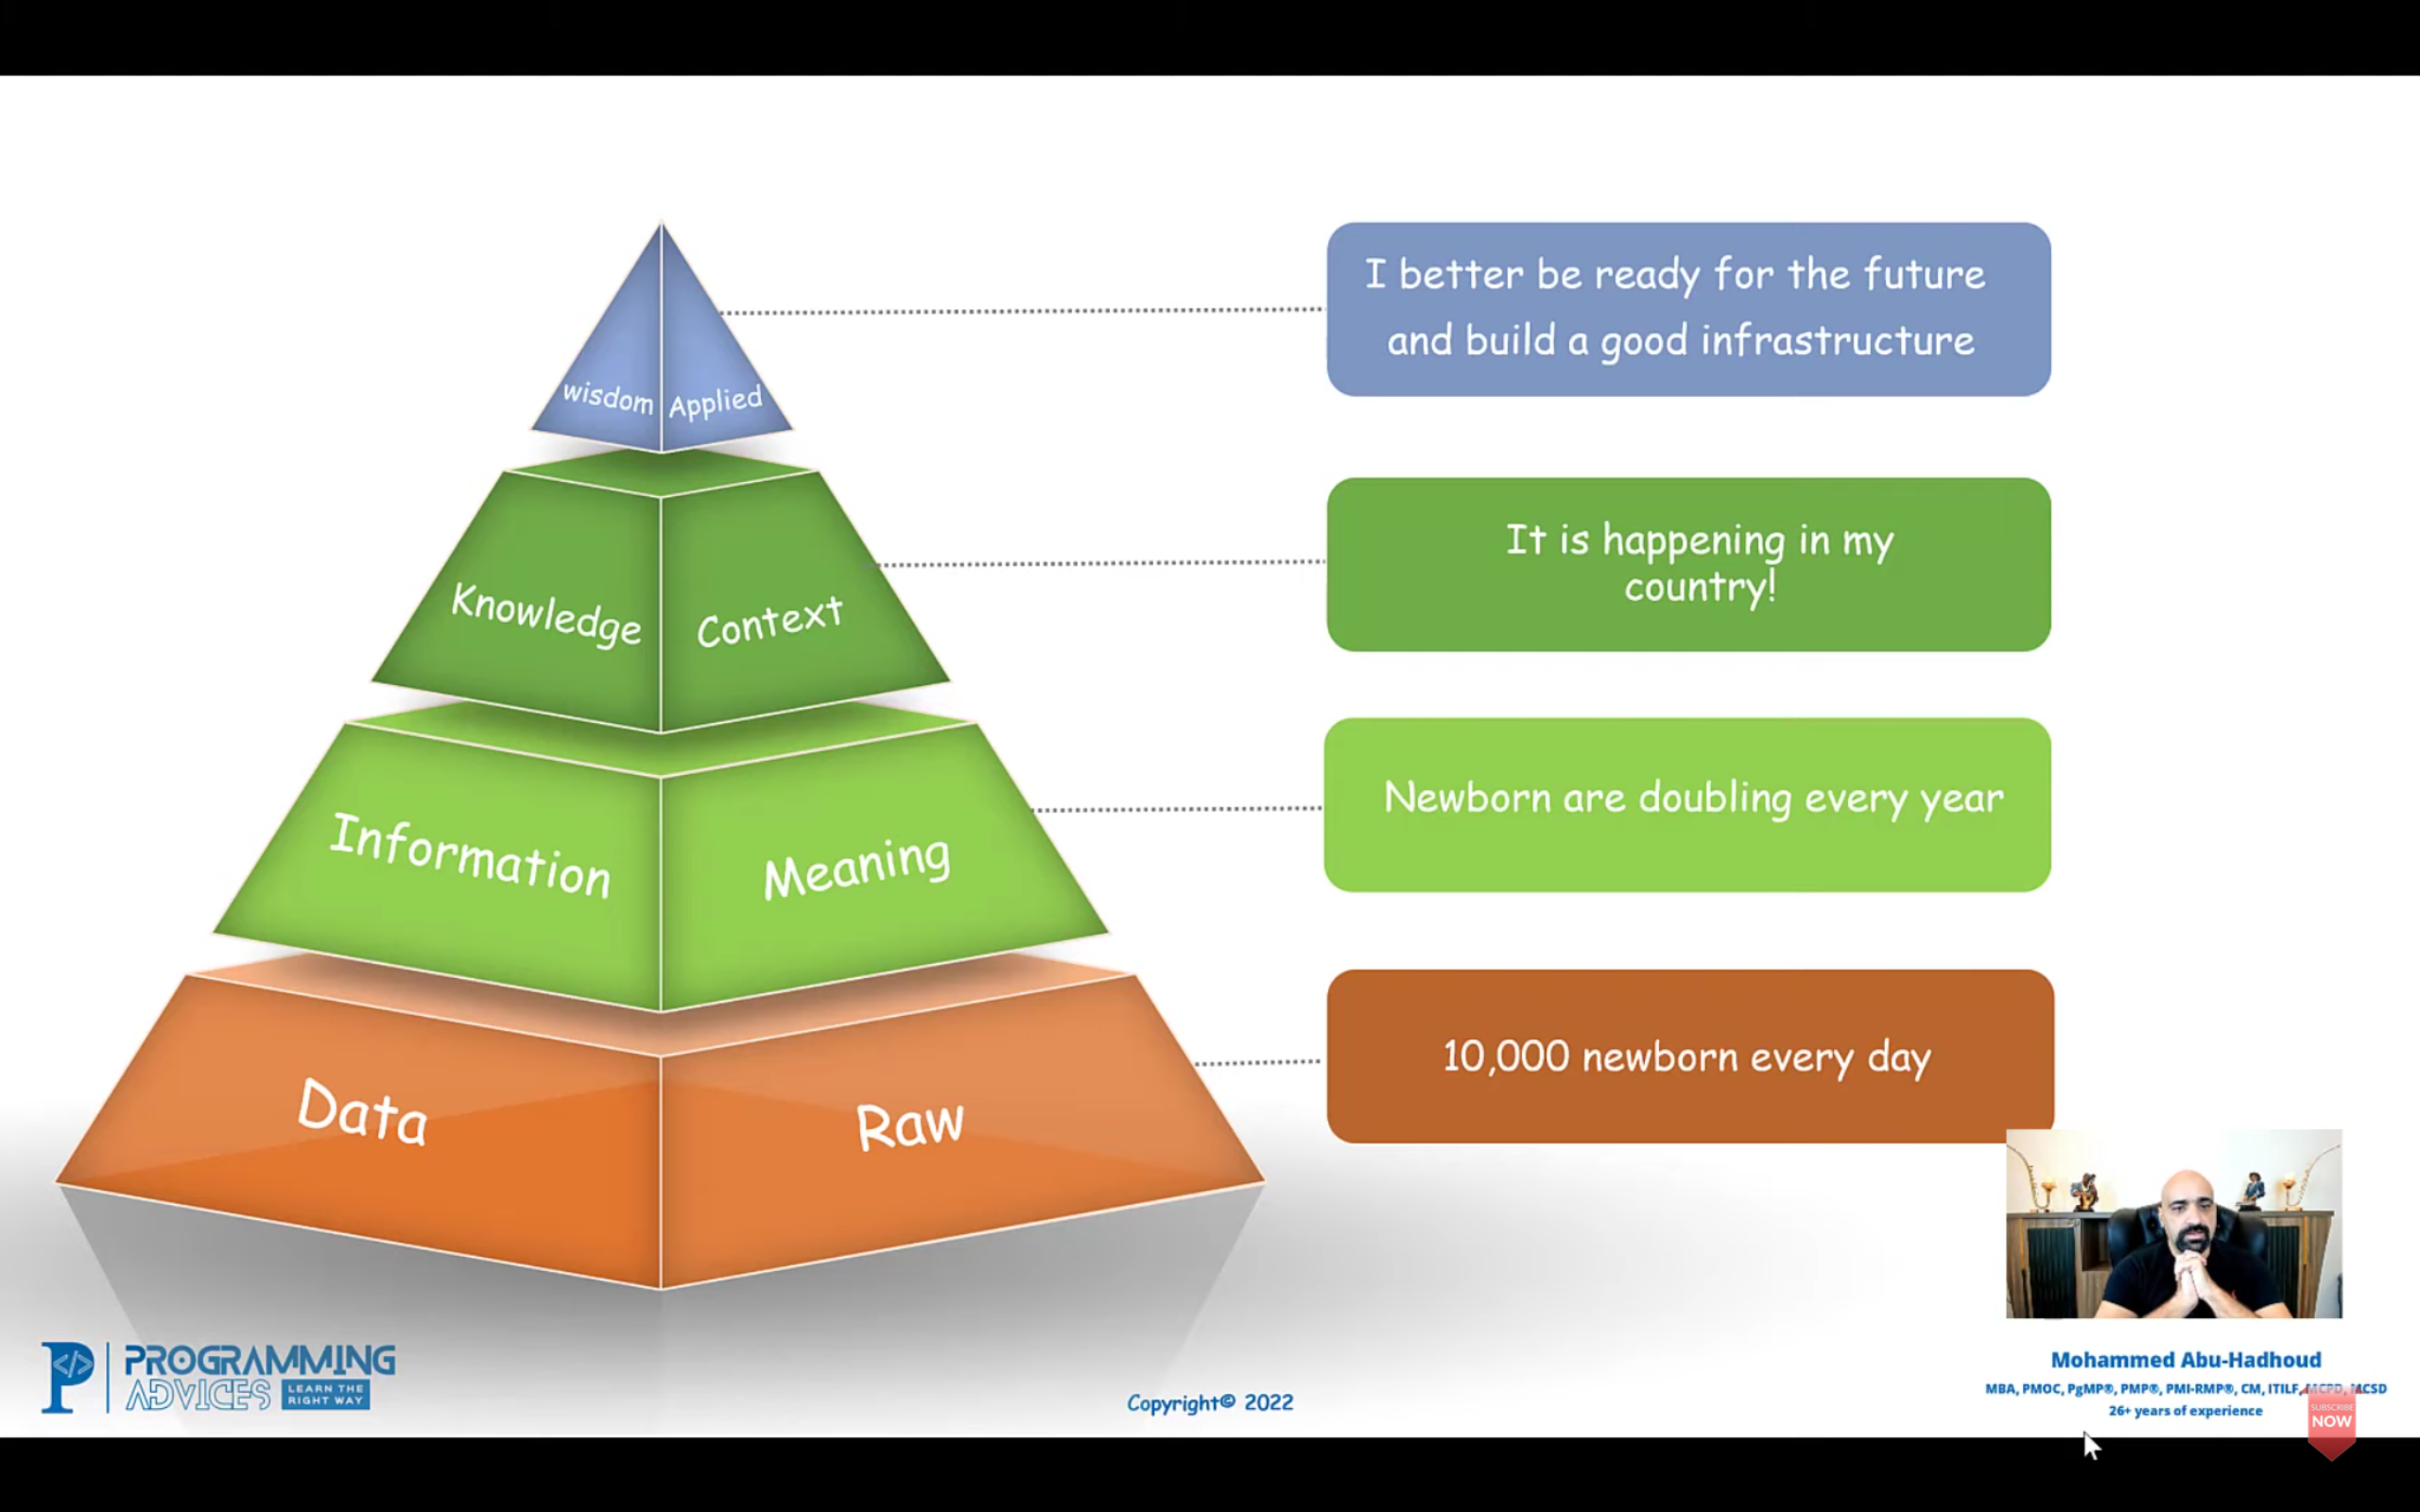 I better be ready for the future
and build a good infrastructure
wisdom Applied
It is happening in my
country!
Knowledge Context
Newborn are doubling every year
Information Meaning
10,000 newborn every day
Data Raw
PROGRAMMING
ADVICES
LEARN THE
RIGHT WAY
Copyright© 2022
Mohammed Abu-Hadhoud
MBA, PMOC, PgMP®, PMP®, PMI-RMP®, CM, ITILF, MCPD, MCSD
26+ years of experience
SUBSCRIBE
NOW